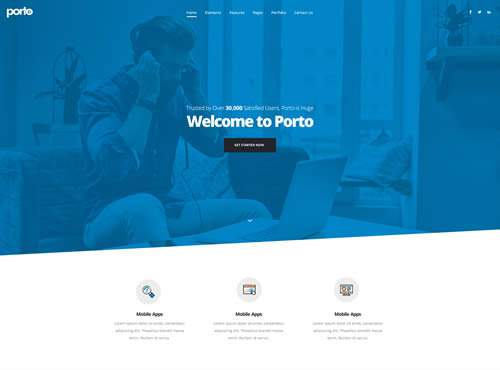 porto
Home Elements Features Pages Portfolio Contact Us
Trusted by Over 30,000 Satisfied Users, Porto is Huge
Welcome to Porto
GET STARTED NOW
Mobile Apps
Lorem ipsum dolor sit amet, consectetur
adipiscing elit. Phasellus blandit massa
enim. Nullam id varius.
Mobile Apps
Lorem ipsum dolor sit amet, consectetur
adipiscing elit. Phasellus blandit massa
enim. Nullam id varius.
Mobile Apps
Lorem ipsum dolor sit amet, consectetur
adipiscing elit. Phasellus blandit massa
enim. Nullam id varius.